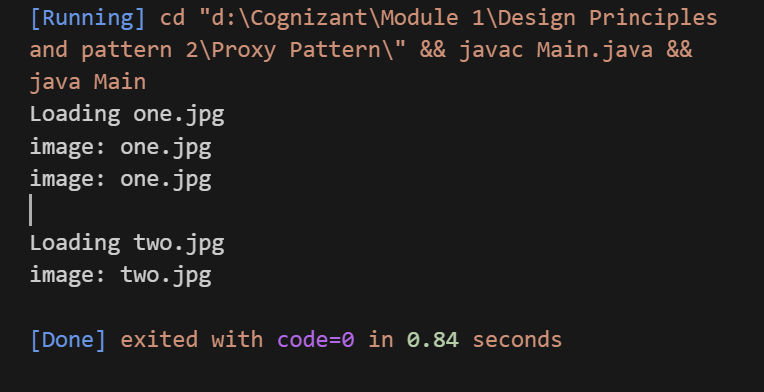 [Running] cd "d:\Cognizant\Module 1\Design Principles
and pattern 2\Proxy Pattern\" && javac Main.java &&
java Main
Loading one.jpg
image: one.jpg
image: one.jpg
Loading two.jpg
image: two.jpg
[Done] exited with code=0 in 0.84 seconds